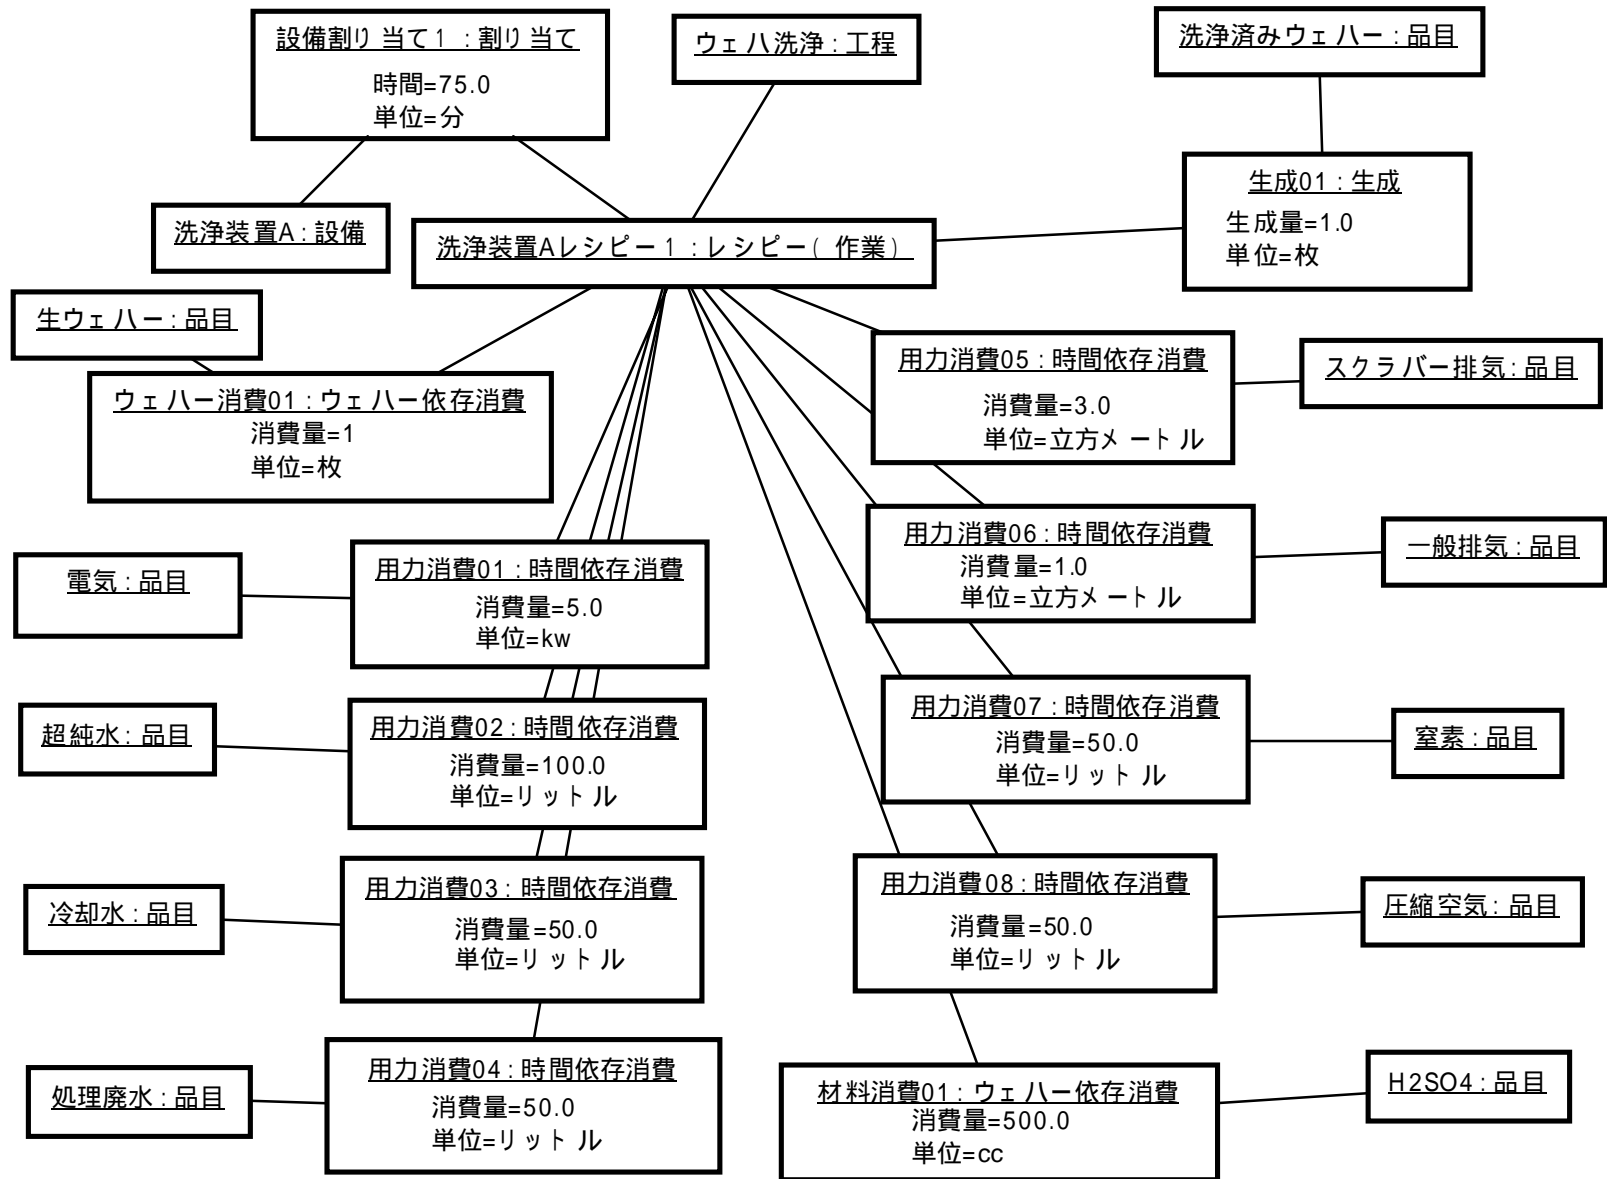 設備割り当て1:割り当て
時間=75.0
単位=分
ウェハ洗浄:工程
洗浄済みウェハー:品目
生成01:生成
生成量=1.0
単位=枚
洗浄装置A:設備
洗浄装置Aレシピー1:レシピー(作業)
生ウェハー:品目
ウェハー消費01:ウェハー依存消費
消費量=1
単位=枚
用力消費05:時間依存消費
消費量=3.0
単位=立方メートル
スクラバー排気:品目
用力消費06:時間依存消費
消費量=1.0
単位=立方メートル
一般排気:品目
電気:品目
用力消費01:時間依存消費
消費量=5.0
単位=kw
用力消費07:時間依存消費
消費量=50.0
単位=リットル
窒素:品目
超純水:品目
用力消費02:時間依存消費
消費量=100.0
単位=リットル
冷却水:品目
用力消費03:時間依存消費
消費量=50.0
単位=リットル
用力消費08:時間依存消費
消費量=50.0
単位=リットル
圧縮空気:品目
処理廃水:品目
用力消費04:時間依存消費
消費量=50.0
単位=リットル
材料消費01:ウェハー依存消費
消費量=500.0
単位=cc
H2SO4:品目